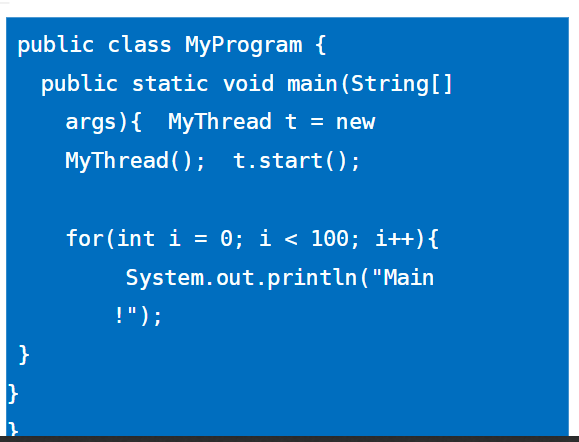 public class MyProgram {
public static void main(String[]
args){  MyThread t = new
MyThread();  t.start();
for(int i = 0; i < 100; i++){
System.out.println("Main
!");
}
}
}